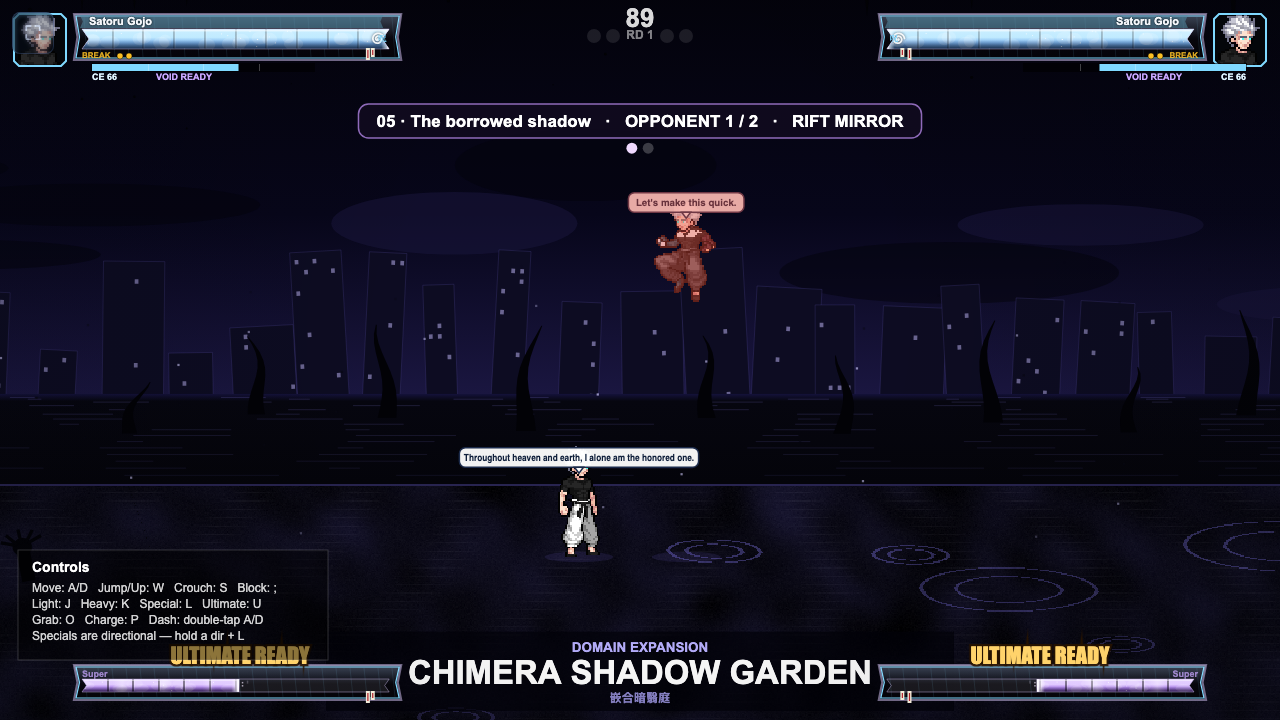 Satoru Gojo
89
RD 1
Satoru Gojo
BREAK
BREAK
CE 66
VOID READY
VOID READY
CE 66
05 · The borrowed shadow · OPPONENT 1 / 2 · RIFT MIRROR
Let's make this quick.
Throughout heaven and earth, I alone am the honored one.
Controls
Move: A/D Jump/Up: W Crouch: S Block: ;
Light: J Heavy: K Special: L Ultimate: U
Grab: O Charge: P Dash: double-tap A/D
Specials are directional — hold a dir + L
ULTIMATE READY
Super
DOMAIN EXPANSION
CHIMERA SHADOW GARDEN
嵌合暗翳庭
ULTIMATE READY
Super